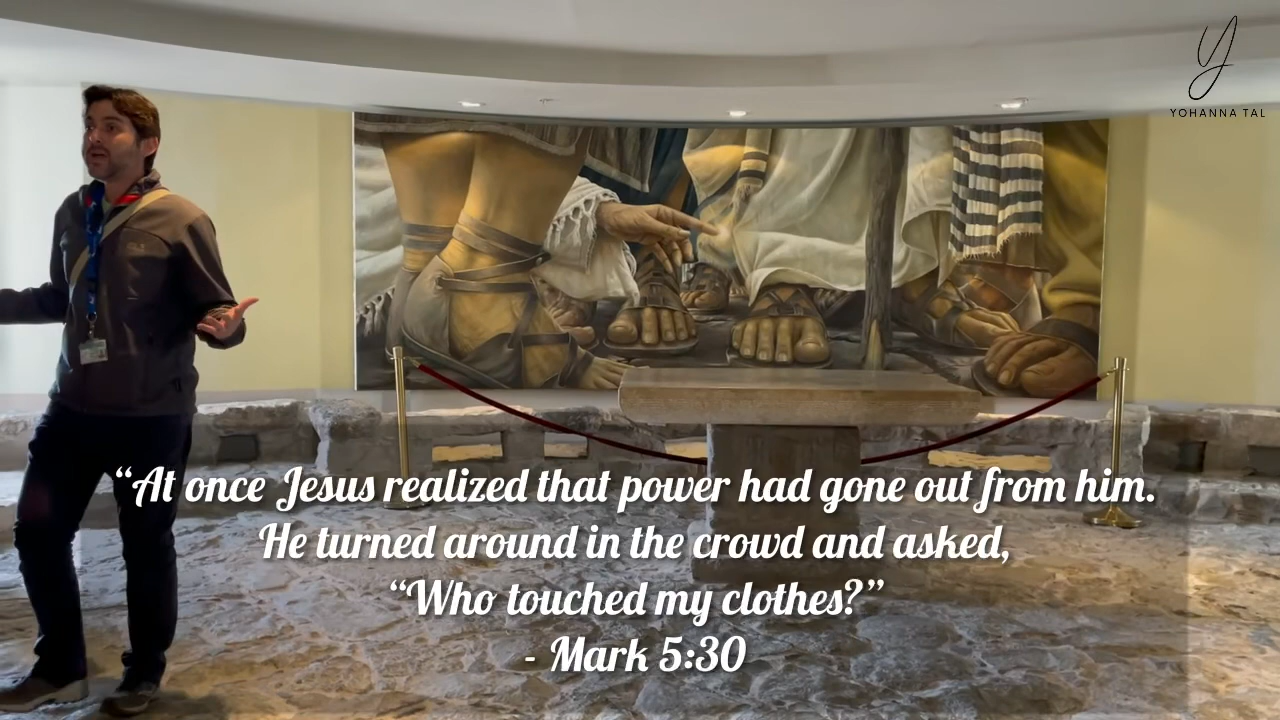 YOHANNA TAL
“At once Jesus realized that power had gone out from him.
He turned around in the crowd and asked,
“Who touched my clothes?”
- Mark 5:30